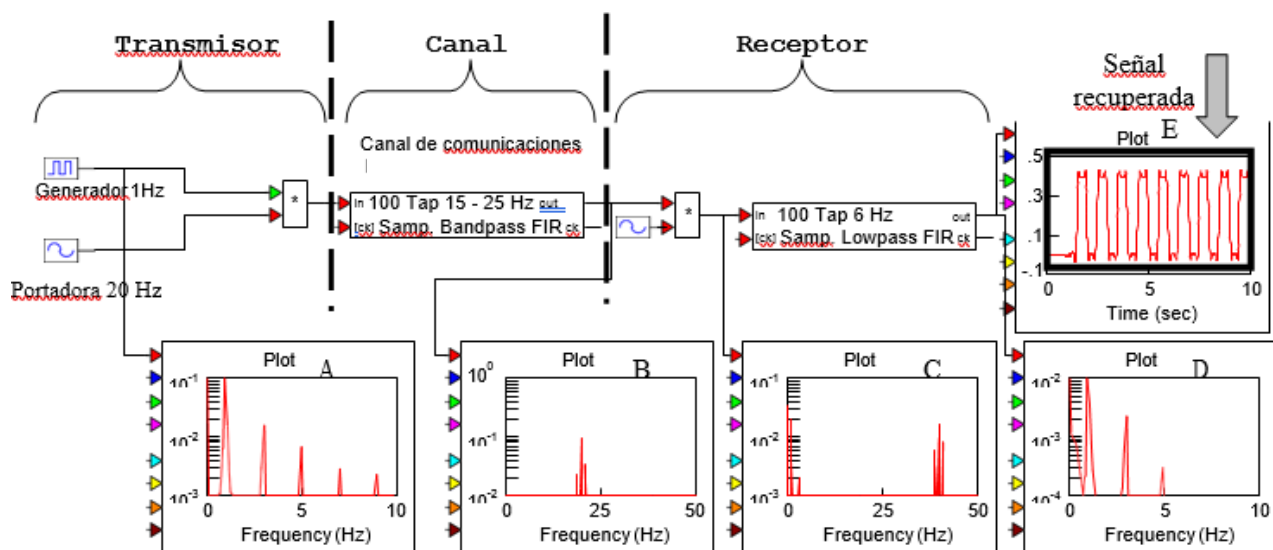 Transmisor
Canal
Receptor
Señal
recuperada
Canal de comunicaciones
Generador 1Hz
Portadora 20 Hz
*
in 100 Tap 15 - 25 Hz out
[ck] Samp. Bandpass FIR ck
*
in 100 Tap 6 Hz out
[ck] Samp. Lowpass FIR ck
Plot E
.5
.3
.1
-.1
0 5 10
Time (sec)
Plot A
10-1
10-2
10-3
0 5 10
Frequency (Hz)
Plot B
10⁰
10-1
10-2
0 25 50
Frequency (Hz)
Plot C
10-1
10-2
10-3
0 25 50
Frequency (Hz)
Plot D
10-2
10-3
10-4
0 5 10
Frequency (Hz)